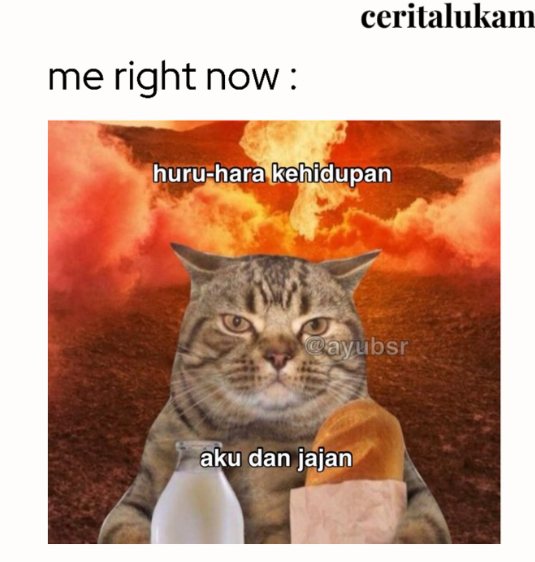 ceritalukam
me right now :
huru-hara kehidupan
@ayubsr
aku dan jajan